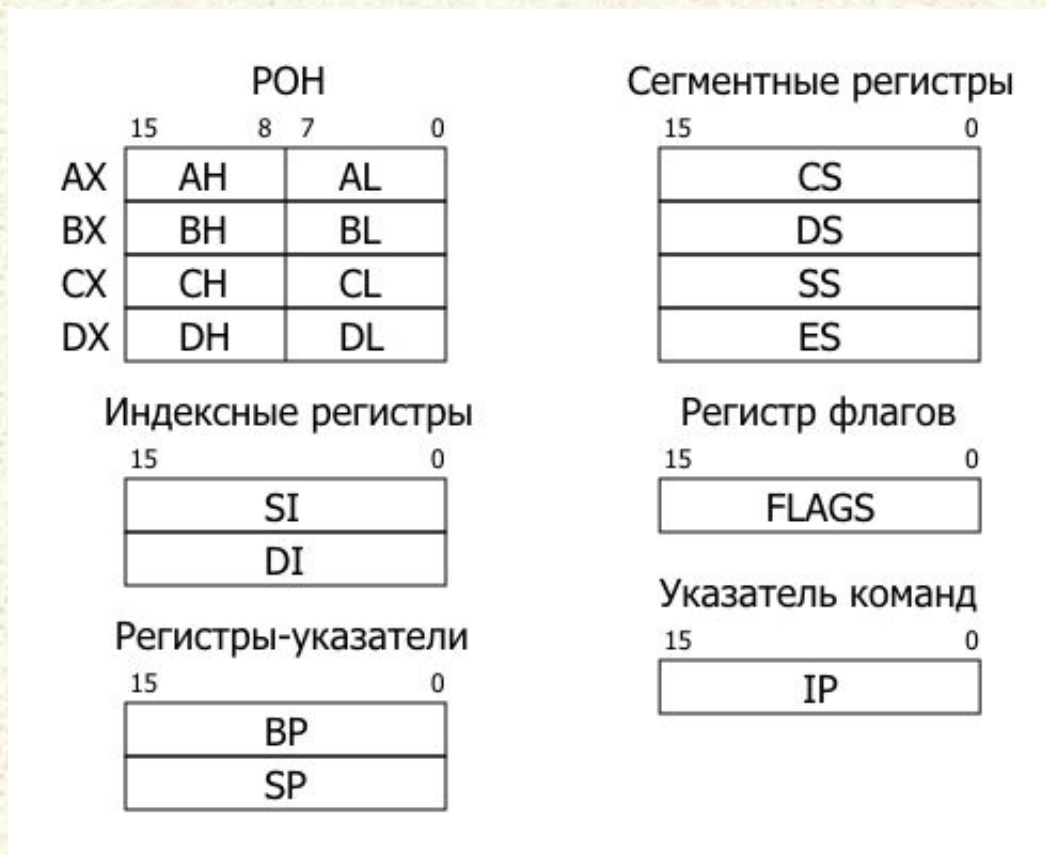 РОН
15 8 7 0
AX AH AL
BX BH BL
CX CH CL
DX DH DL
Индексные регистры
15 0
SI
DI
Регистры-указатели
15 0
BP
SP
Сегментные регистры
15 0
CS
DS
SS
ES
Регистр флагов
15 0
FLAGS
Указатель команд
15 0
IP